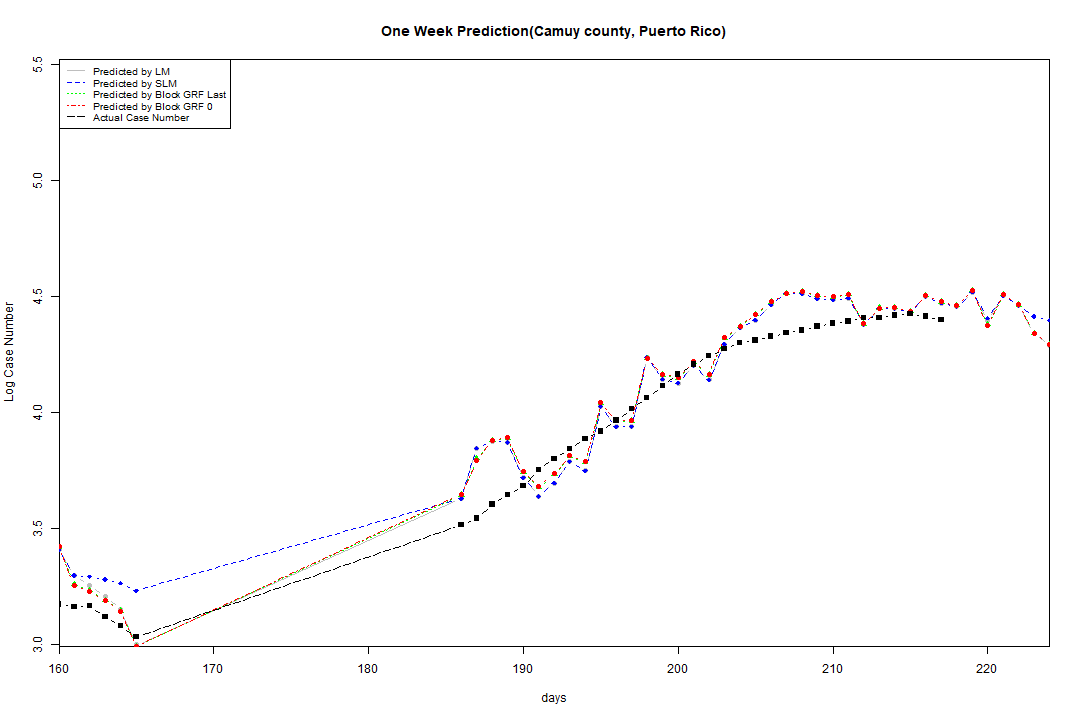 One Week Prediction(Camuy county, Puerto Rico)
Predicted by LM
Predicted by SLM
Predicted by Block GRF Last
Predicted by Block GRF 0
Actual Case Number
5.5
5.0
4.5
4.0
3.5
3.0
Log Case Number
160 170 180 190 200 210 220
days